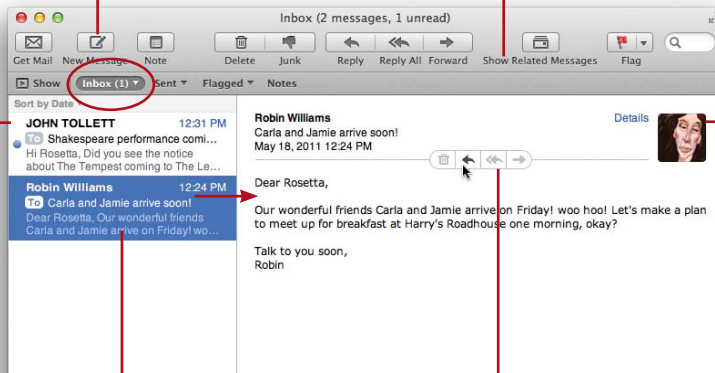 Inbox (2 messages, 1 unread)
Get Mail New Message Note Delete Junk Reply Reply All Forward Show Related Messages Flag
Show Inbox (1) Sent Flagged Notes
Sort by Date
JOHN TOLLETT 12:31 PM
To Shakespeare performance comi...
Hi Rosetta, Did you see the notice
about The Tempest coming to The Le...
Robin Williams 12:24 PM
To Carla and Jamie arrive soon!
Dear Rosetta, Our wonderful friends
Carla and Jamie arrive on Friday! wo...
Robin Williams Details
Carla and Jamie arrive soon!
May 18, 2011 12:24 PM
Dear Rosetta,
Our wonderful friends Carla and Jamie arrive on Friday! woo hoo! Let's make a plan
to meet up for breakfast at Harry's Roadhouse one morning, okay?
Talk to you soon,
Robin